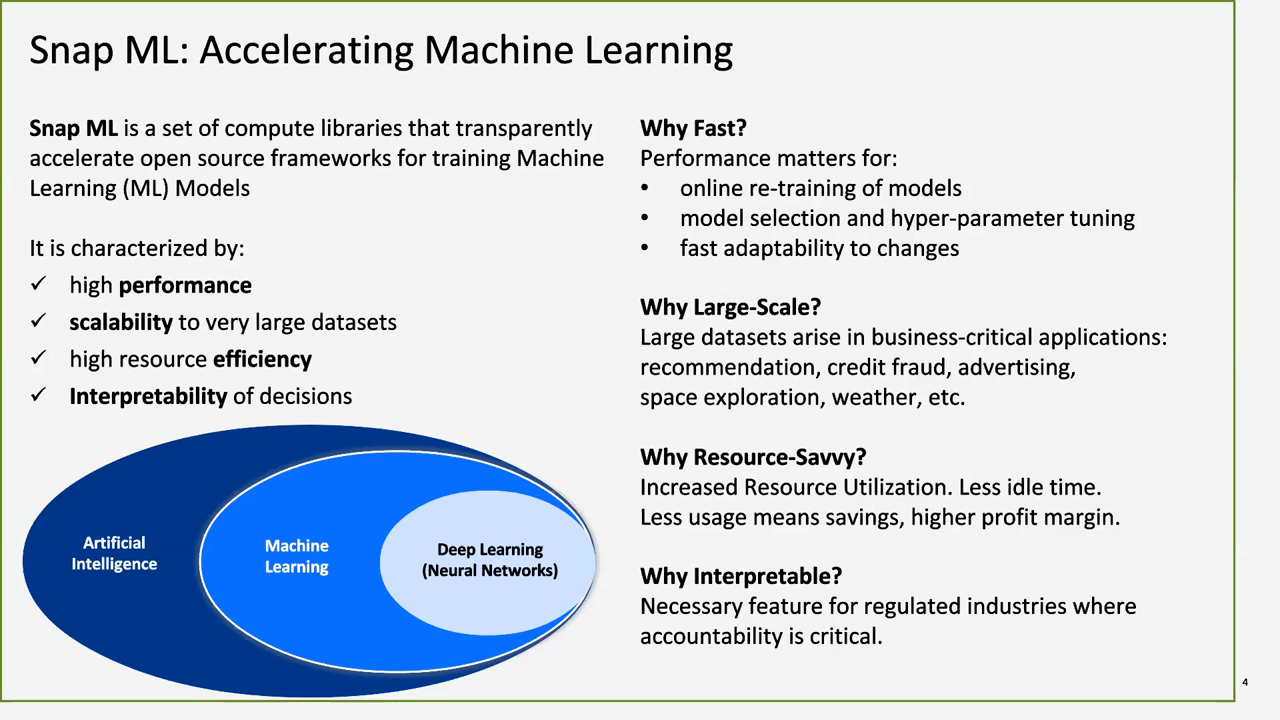 Snap ML: Accelerating Machine Learning
Snap ML is a set of compute libraries that transparently
accelerate open source frameworks for training Machine
Learning (ML) Models
It is characterized by:
✓ high performance
✓ scalability to very large datasets
✓ high resource efficiency
✓ Interpretability of decisions
Artificial
Intelligence
Machine
Learning
Deep Learning
(Neural Networks)
Why Fast?
Performance matters for:
• online re-training of models
• model selection and hyper-parameter tuning
• fast adaptability to changes
Why Large-Scale?
Large datasets arise in business-critical applications:
recommendation, credit fraud, advertising,
space exploration, weather, etc.
Why Resource-Savvy?
Increased Resource Utilization. Less idle time.
Less usage means savings, higher profit margin.
Why Interpretable?
Necessary feature for regulated industries where
accountability is critical.
4